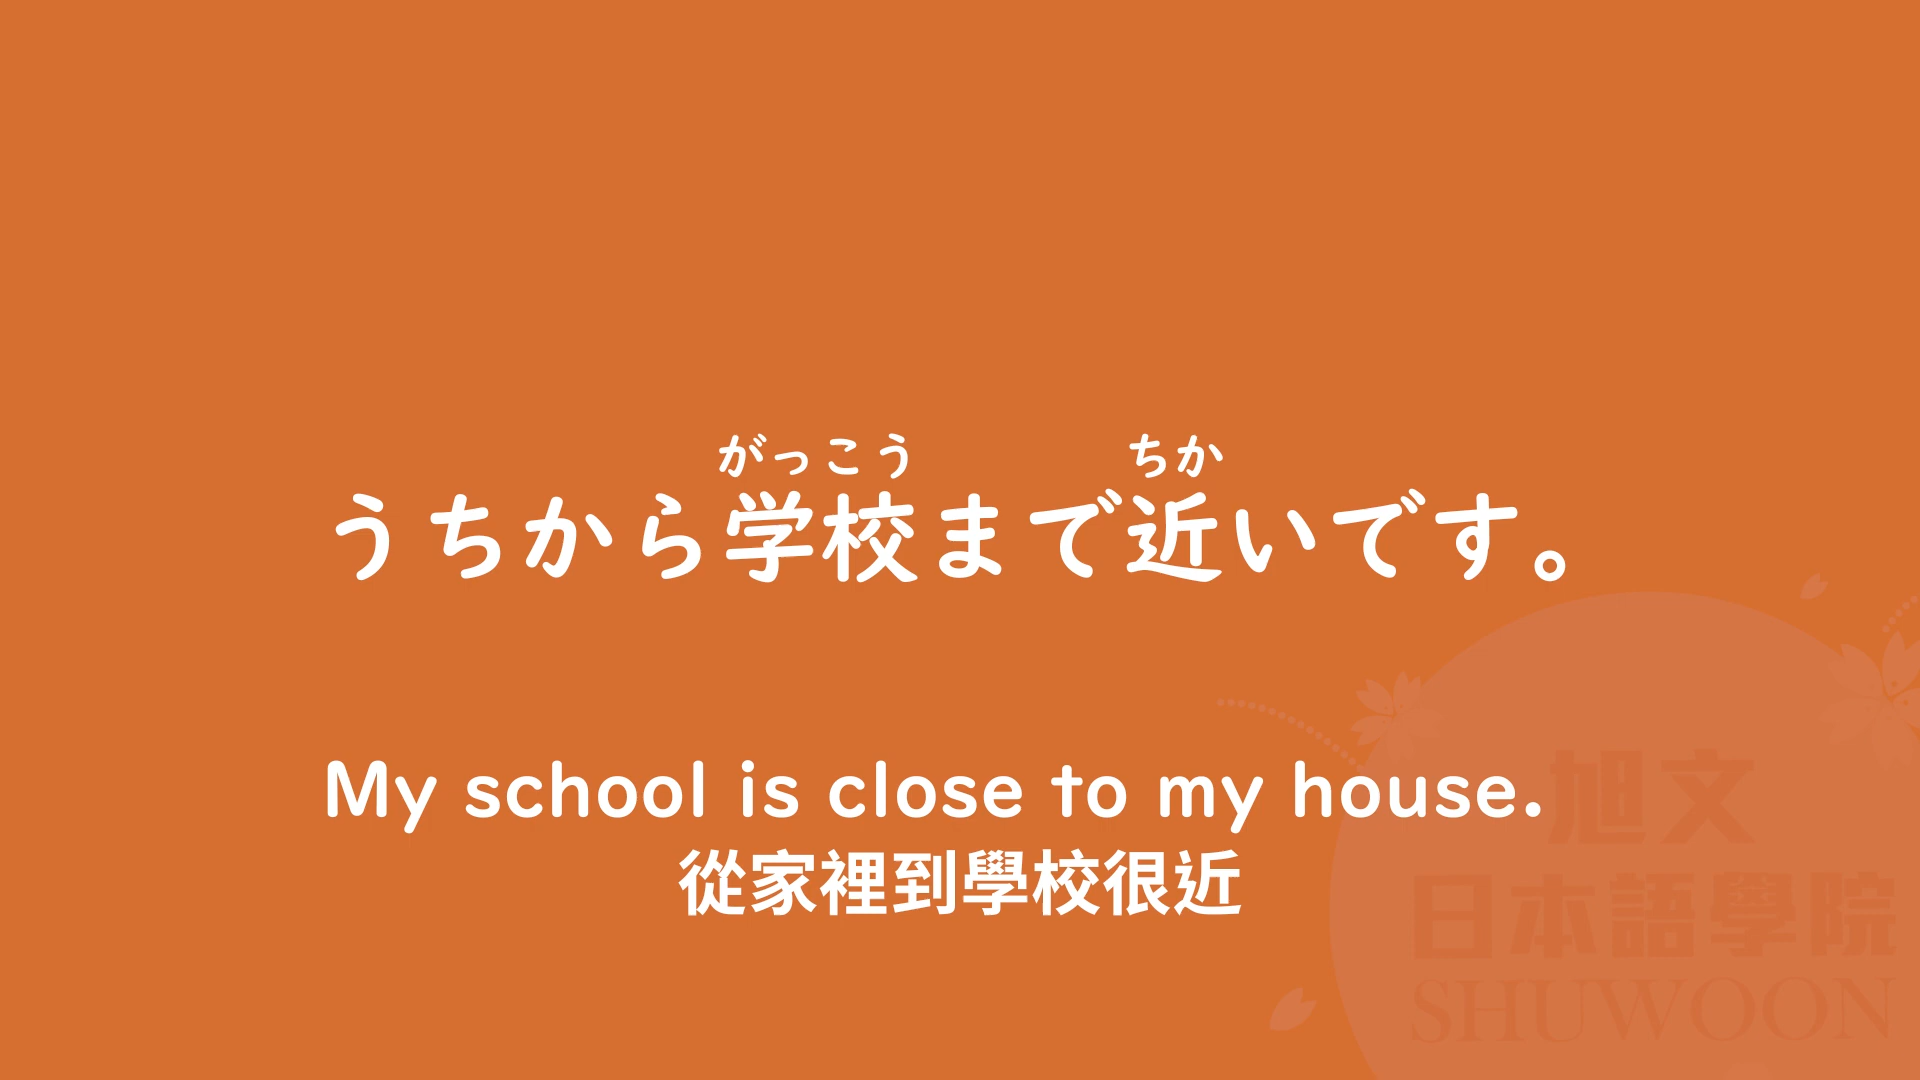 がっこう ちか
うちから学校まで近いです。
My school is close to my house.
從家裡到學校很近
旭文
日本語學院
SHUWOON